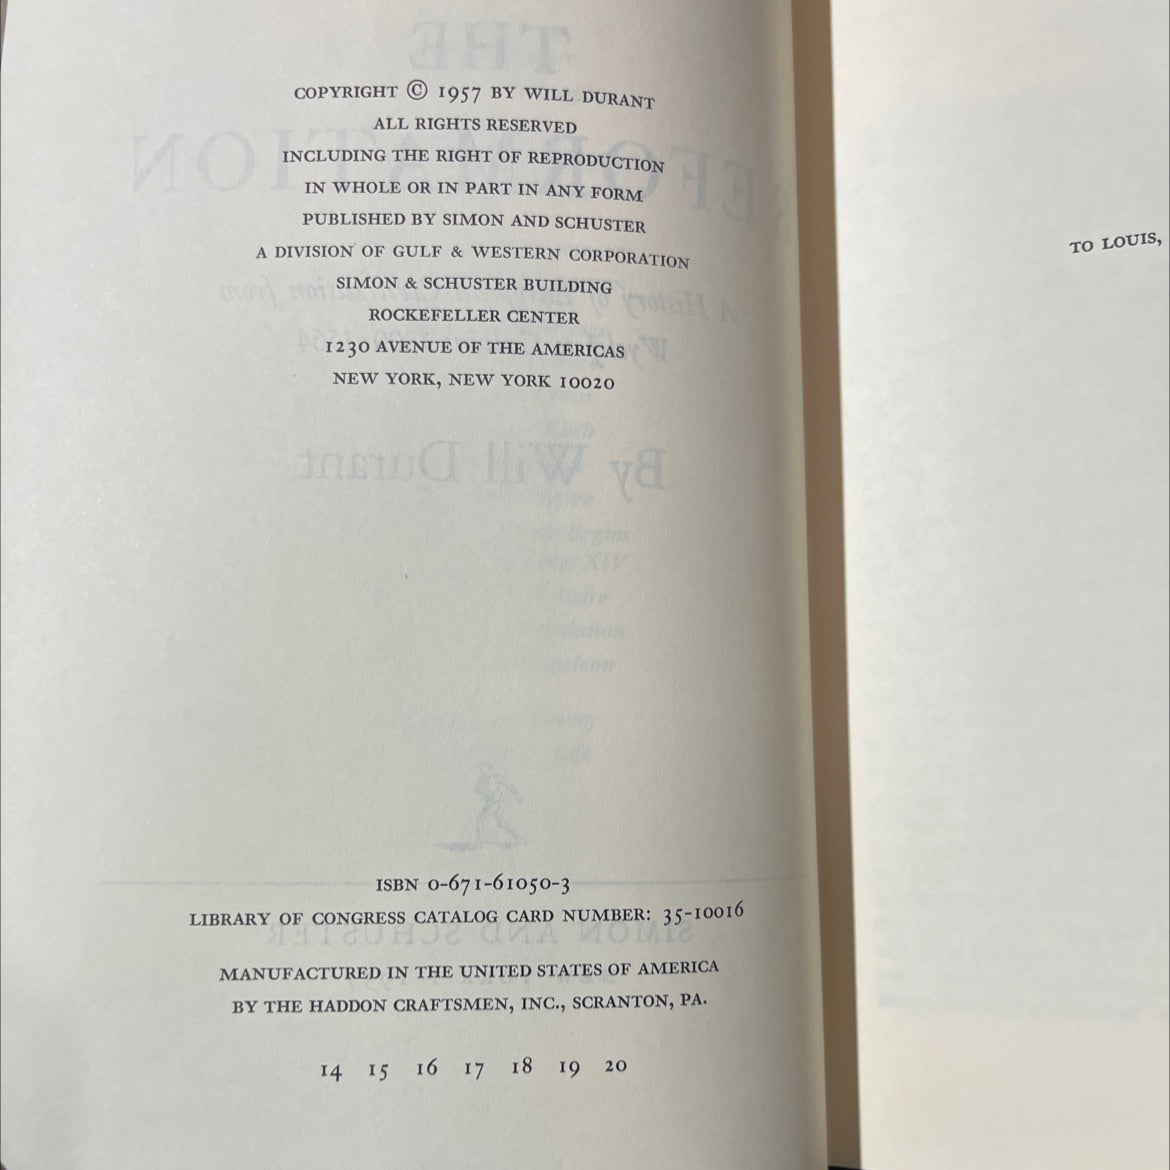 COPYRIGHT © 1957 BY WILL DURANT
ALL RIGHTS RESERVED
INCLUDING THE RIGHT OF REPRODUCTION
IN WHOLE OR IN PART IN ANY FORM
PUBLISHED BY SIMON AND SCHUSTER
A DIVISION OF GULF & WESTERN CORPORATION
SIMON & SCHUSTER BUILDING
ROCKEFELLER CENTER
1230 AVENUE OF THE AMERICAS
NEW YORK, NEW YORK 10020
ISBN 0-671-61050-3
LIBRARY OF CONGRESS CATALOG CARD NUMBER: 35-10016
MANUFACTURED IN THE UNITED STATES OF AMERICA
BY THE HADDON CRAFTSMEN, INC., SCRANTON, PA.
14 15 16 17 18 19 20
TO LOUIS,